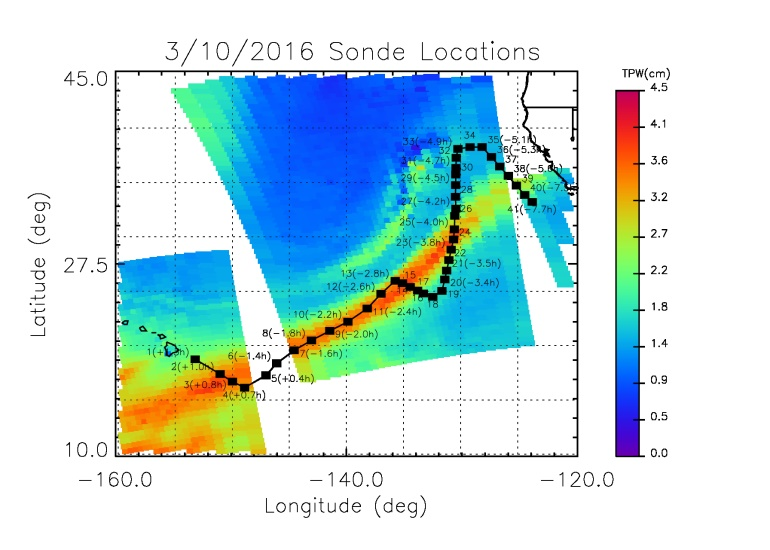 3/10/2016 Sonde Locations
TPW(cm)
4.5
4.1
3.6
3.2
2.7
2.2
1.8
1.4
0.9
0.5
0.0
45.0
27.5
10.0
Latitude (deg)
33(-4.9h)
34
35(-5.1h)
32
36(-5.3h)
37
30
38(-5.6h)
29(-4.5h)
39
28
27(-4.2h)
26
41(-7.7h)
25(-4.0h)
24
23(-3.8h)
22
21(-3.5h)
13(-2.8h)
15
12(-2.6h)
17
20(-3.4h)
18
19
10(-2.2h)
11(-2.4h)
8(-1.8h)
9(-2.0h)
7(-1.6h)
6(-1.4h)
2(+1.0h)
5(+0.4h)
3(+0.8h)
4(+0.7h)
-160.0
-140.0
-120.0
Longitude (deg)